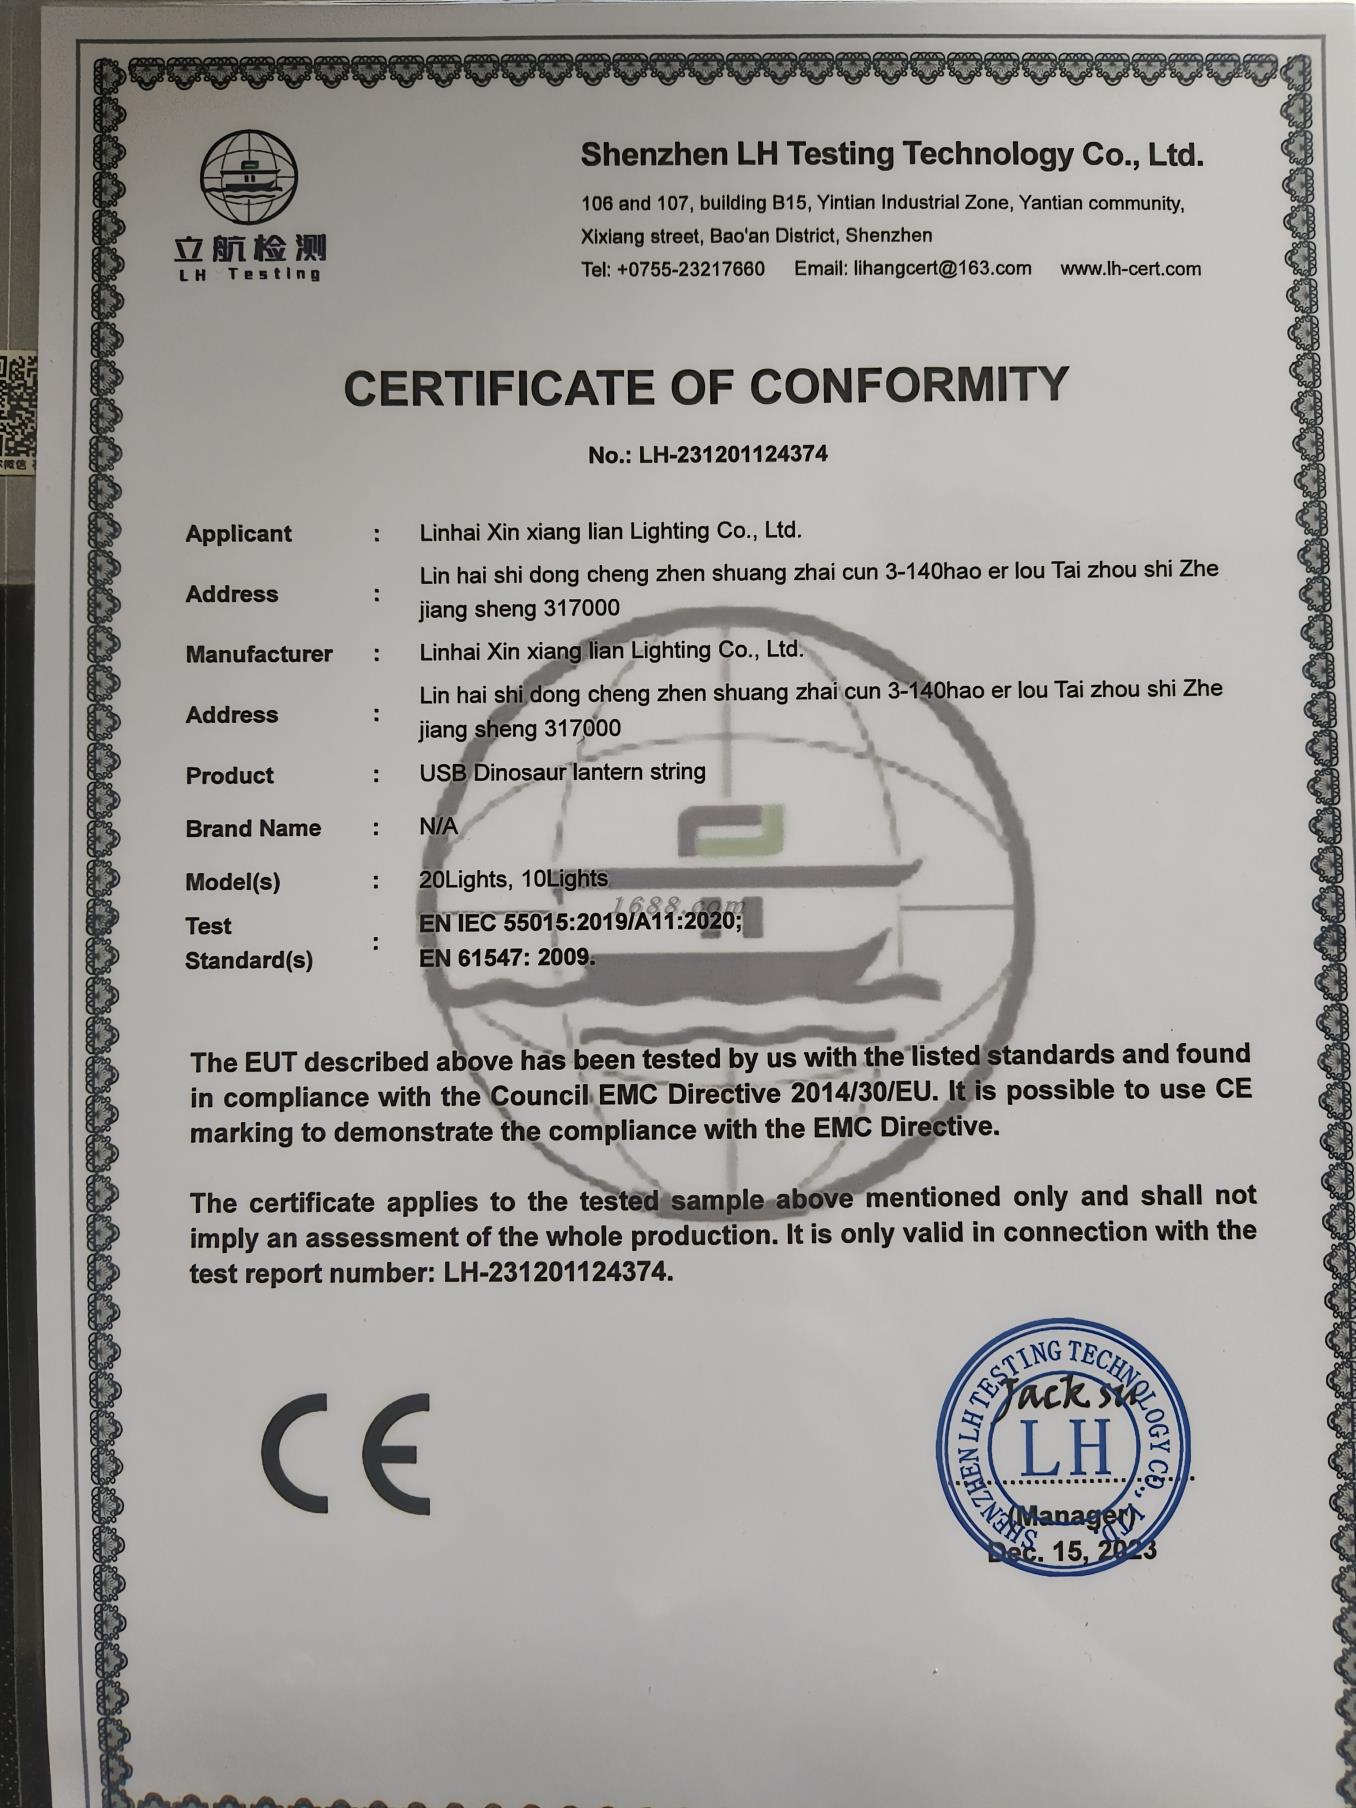 立航检测
LH Testing
Shenzhen LH Testing Technology Co., Ltd.
106 and 107, building B15, Yintian Industrial Zone, Yantian community,
Xixiang street, Bao'an District, Shenzhen
Tel: +0755-23217660 Email: lihangcert@163.com www.lh-cert.com
CERTIFICATE OF CONFORMITY
No.: LH-231201124374
Applicant : Linhai Xin xiang lian Lighting Co., Ltd.
Address : Lin hai shi dong cheng zhen shuang zhai cun 3-140hao er lou Tai zhou shi Zhe
jiang sheng 317000
Manufacturer : Linhai Xin xiang lian Lighting Co., Ltd.
Address : Lin hai shi dong cheng zhen shuang zhai cun 3-140hao er lou Tai zhou shi Zhe
jiang sheng 317000
Product : USB Dinosaur lantern string
Brand Name : N/A
Model(s) : 20Lights, 10Lights
1688.com
Test Standard(s) : EN IEC 55015:2019/A11:2020;
EN 61547: 2009.
The EUT described above has been tested by us with the listed standards and found
in compliance with the Council EMC Directive 2014/30/EU. It is possible to use CE
marking to demonstrate the compliance with the EMC Directive.
The certificate applies to the tested sample above mentioned only and shall not
imply an assessment of the whole production. It is only valid in connection with the
test report number: LH-231201124374.
CE
SHENZHEN LH TESTING TECHNOLOGY CO., LTD
Jack su
LH
(Manager)
Dec. 15, 2023